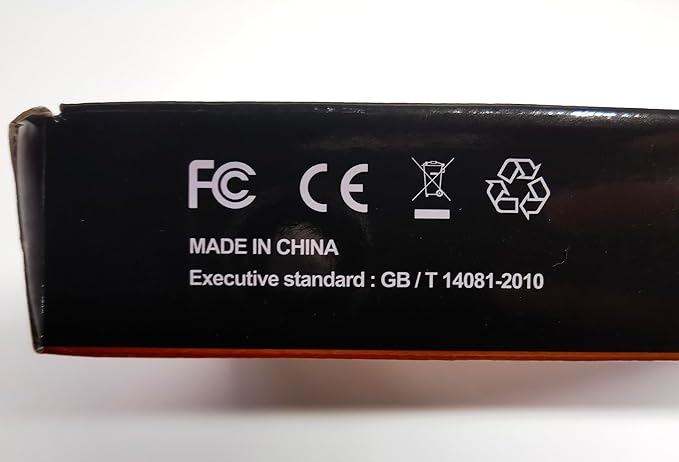 FC CE
MADE IN CHINA
Executive standard : GB / T 14081-2010